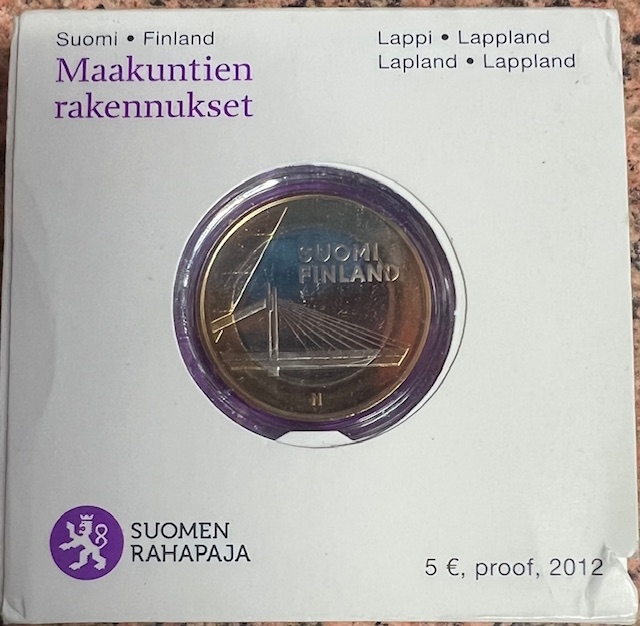 Suomi • Finland
Maakuntien
rakennukset
Lappi • Lappland
Lapland • Lappland
SUOMI
FINLAND
SUOMEN
RAHAPAJA
5 €, proof, 2012